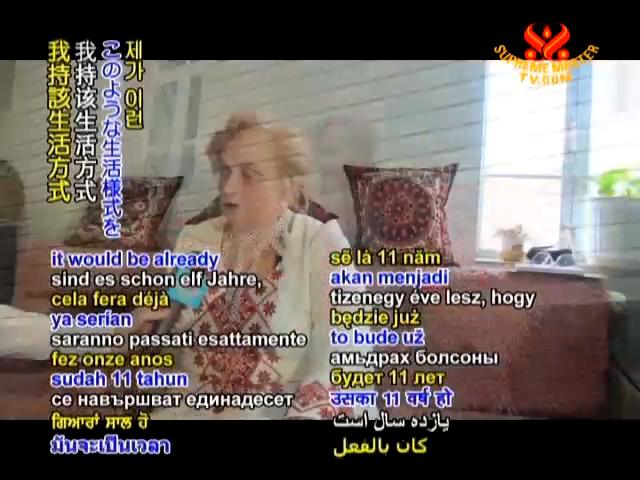 제가 이런
このような生活様式を
我持该生活方式
我持該生活方式
SUPREME MASTER
TV.COM
it would be already
sind es schon elf Jahre,
cela fera déjà
ya serían
saranno passati esattamente
fez onze anos
sudah 11 tahun
се навършват единадесет
ਗਿਆਰਾਂ ਸਾਲ ਹੋ
มันจะเป็นเวลา
sẽ là 11 năm
akan menjadi
tizenegy éve lesz, hogy
będzie już
to bude už
амьдрах болсоны
будет 11 лет
उसका 11 वर्ष हो
یازده سال است
كان بالفعل